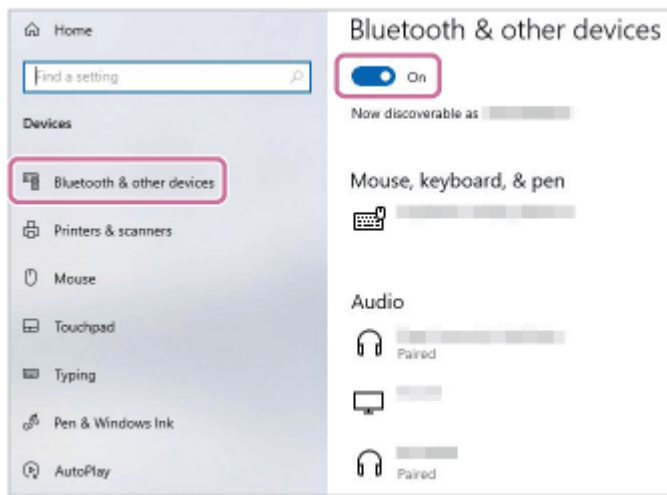 Home
Find a setting
Devices
Bluetooth & other devices
Printers & scanners
Mouse
Touchpad
Typing
Pen & Windows Ink
AutoPlay
Bluetooth & other devices
On
Now discoverable as
Mouse, keyboard, & pen
Audio
Paired
Paired